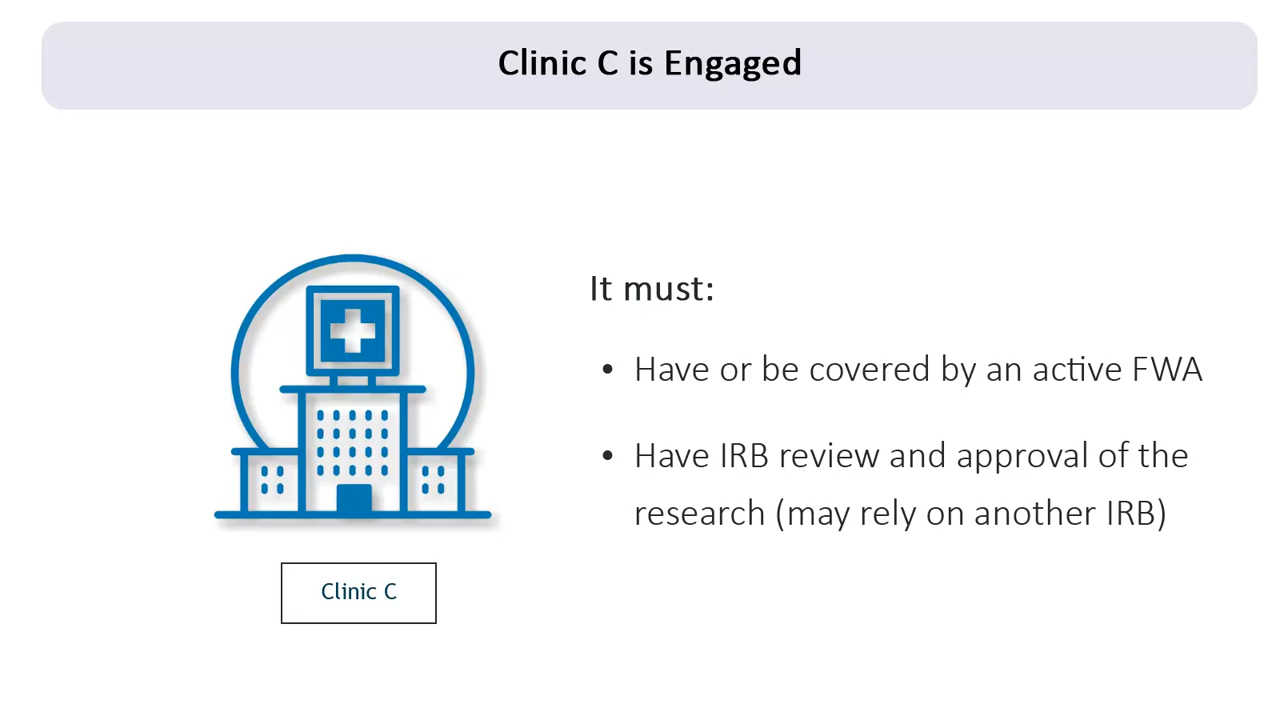 Clinic C is Engaged
It must:
• Have or be covered by an active FWA
• Have IRB review and approval of the
research (may rely on another IRB)
Clinic C